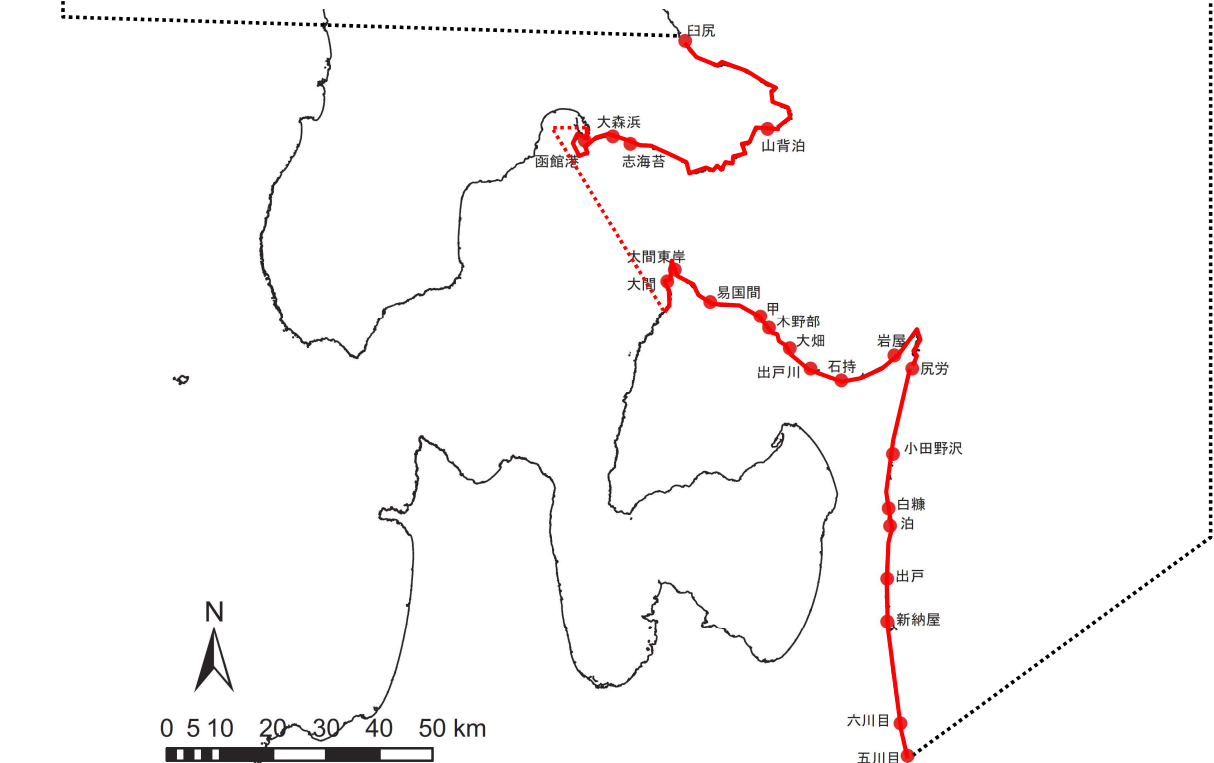 臼尻
大森浜
函館港
志海苔
山背泊
大間東岸
大間
易国間
甲
木野部
大畑
岩屋
出戸川
石持
尻労
小田野沢
白糠
泊
出戸
新納屋
N
六川目
0 5 10 20 30 40 50 km
五川目